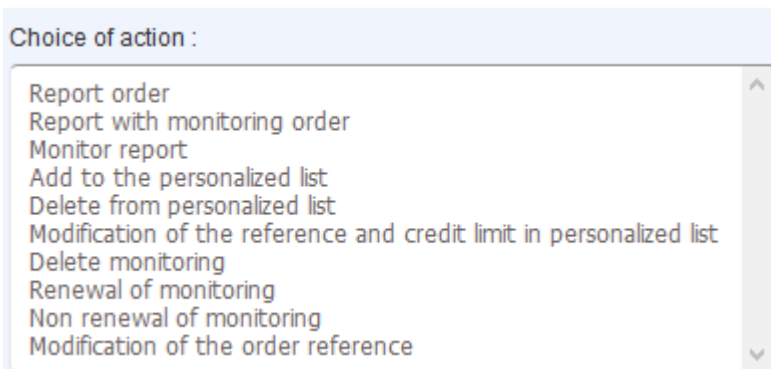 Choice of action :
Report order
Report with monitoring order
Monitor report
Add to the personalized list
Delete from personalized list
Modification of the reference and credit limit in personalized list
Delete monitoring
Renewal of monitoring
Non renewal of monitoring
Modification of the order reference